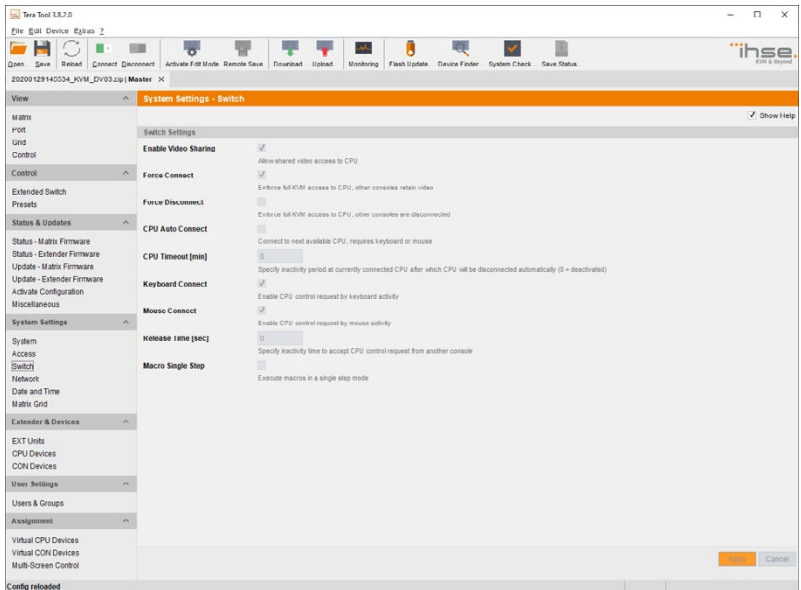 Tera Tool 3.8.2.0
File Edit Device Extras ?
Open... Save Reload Connect Disconnect Activate Edit Mode Remote Save Download... Upload... Monitoring Flash Update... Device Finder... System Check... Save Status...
ihse.
KVM & Beyond
20200129145534_KVM_DV03.zip | Master
View
Matrix
Port
Grid
Control
Control
Extended Switch
Presets
Status & Updates
Status - Matrix Firmware
Status - Extender Firmware
Update - Matrix Firmware
Update - Extender Firmware
Activate Configuration
Miscellaneous
System Settings
System
Access
Switch
Network
Date and Time
Matrix Grid
Extender & Devices
EXT Units
CPU Devices
CON Devices
User Settings
Users & Groups
Assignment
Virtual CPU Devices
Virtual CON Devices
Multi-Screen Control
System Settings - Switch
Show Help
Switch Settings
Enable Video Sharing
Allow shared video access to CPU
Force Connect
Enforce full KVM access to CPU, other consoles retain video
Force Disconnect
Enforce full KVM access to CPU, other consoles are disconnected
CPU Auto Connect
Connect to next available CPU, requires keyboard or mouse
CPU Timeout [min] 0
Specify inactivity period at currently connected CPU after which CPU will be disconnected automatically (0 = deactivated)
Keyboard Connect
Enable CPU control request by keyboard activity
Mouse Connect
Enable CPU control request by mouse activity
Release Time [sec] 0
Specify inactivity time to accept CPU control request from another console
Macro Single Step
Execute macros in a single step mode
Apply Cancel
Config reloaded